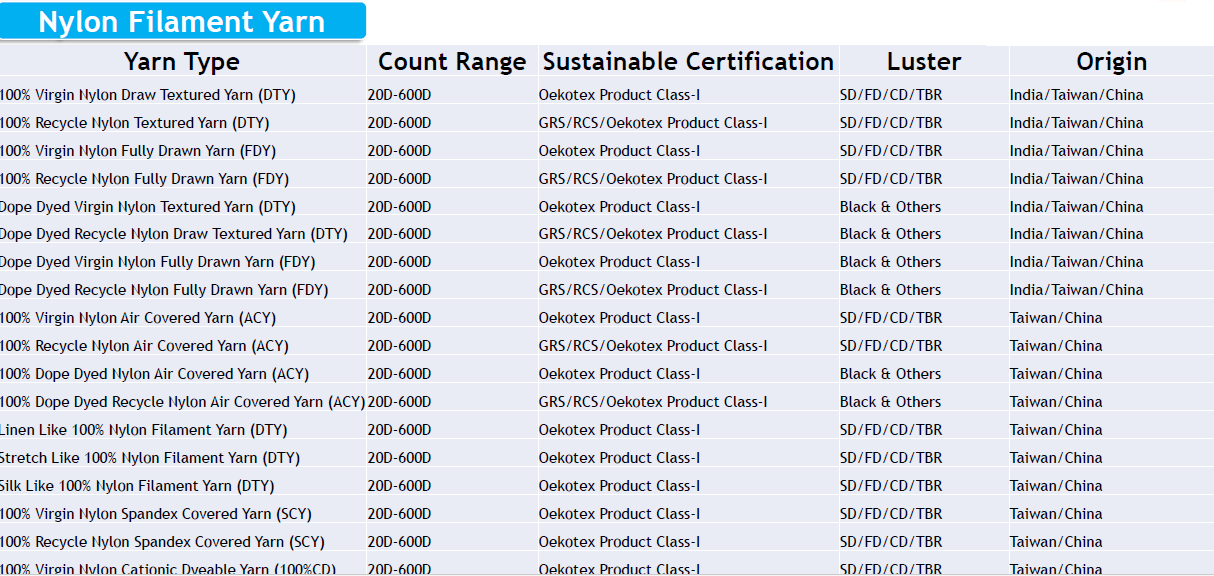 Nylon Filament Yarn
Yarn Type Count Range Sustainable Certification Luster Origin
100% Virgin Nylon Draw Textured Yarn (DTY) 20D-600D Oekotex Product Class-I SD/FD/CD/TBR India/Taiwan/China
100% Recycle Nylon Textured Yarn (DTY) 20D-600D GRS/RCS/Oekotex Product Class-I SD/FD/CD/TBR India/Taiwan/China
100% Virgin Nylon Fully Drawn Yarn (FDY) 20D-600D Oekotex Product Class-I SD/FD/CD/TBR India/Taiwan/China
100% Recycle Nylon Fully Drawn Yarn (FDY) 20D-600D GRS/RCS/Oekotex Product Class-I SD/FD/CD/TBR India/Taiwan/China
Dope Dyed Virgin Nylon Textured Yarn (DTY) 20D-600D Oekotex Product Class-I Black & Others India/Taiwan/China
Dope Dyed Recycle Nylon Draw Textured Yarn (DTY) 20D-600D GRS/RCS/Oekotex Product Class-I Black & Others India/Taiwan/China
Dope Dyed Virgin Nylon Fully Drawn Yarn (FDY) 20D-600D Oekotex Product Class-I Black & Others India/Taiwan/China
Dope Dyed Recycle Nylon Fully Drawn Yarn (FDY) 20D-600D GRS/RCS/Oekotex Product Class-I Black & Others India/Taiwan/China
100% Virgin Nylon Air Covered Yarn (ACY) 20D-600D Oekotex Product Class-I SD/FD/CD/TBR Taiwan/China
100% Recycle Nylon Air Covered Yarn (ACY) 20D-600D GRS/RCS/Oekotex Product Class-I SD/FD/CD/TBR Taiwan/China
100% Dope Dyed Nylon Air Covered Yarn (ACY) 20D-600D Oekotex Product Class-I Black & Others Taiwan/China
100% Dope Dyed Recycle Nylon Air Covered Yarn (ACY) 20D-600D GRS/RCS/Oekotex Product Class-I Black & Others Taiwan/China
Linen Like 100% Nylon Filament Yarn (DTY) 20D-600D Oekotex Product Class-I SD/FD/CD/TBR Taiwan/China
Stretch Like 100% Nylon Filament Yarn (DTY) 20D-600D Oekotex Product Class-I SD/FD/CD/TBR Taiwan/China
Silk Like 100% Nylon Filament Yarn (DTY) 20D-600D Oekotex Product Class-I SD/FD/CD/TBR Taiwan/China
100% Virgin Nylon Spandex Covered Yarn (SCY) 20D-600D Oekotex Product Class-I SD/FD/CD/TBR Taiwan/China
100% Recycle Nylon Spandex Covered Yarn (SCY) 20D-600D Oekotex Product Class-I SD/FD/CD/TBR Taiwan/China
100% Virgin Nylon Cationic Dyeable Yarn (100%CD) 20D-600D Oekotex Product Class-I SD/FD/CD/TBR Taiwan/China